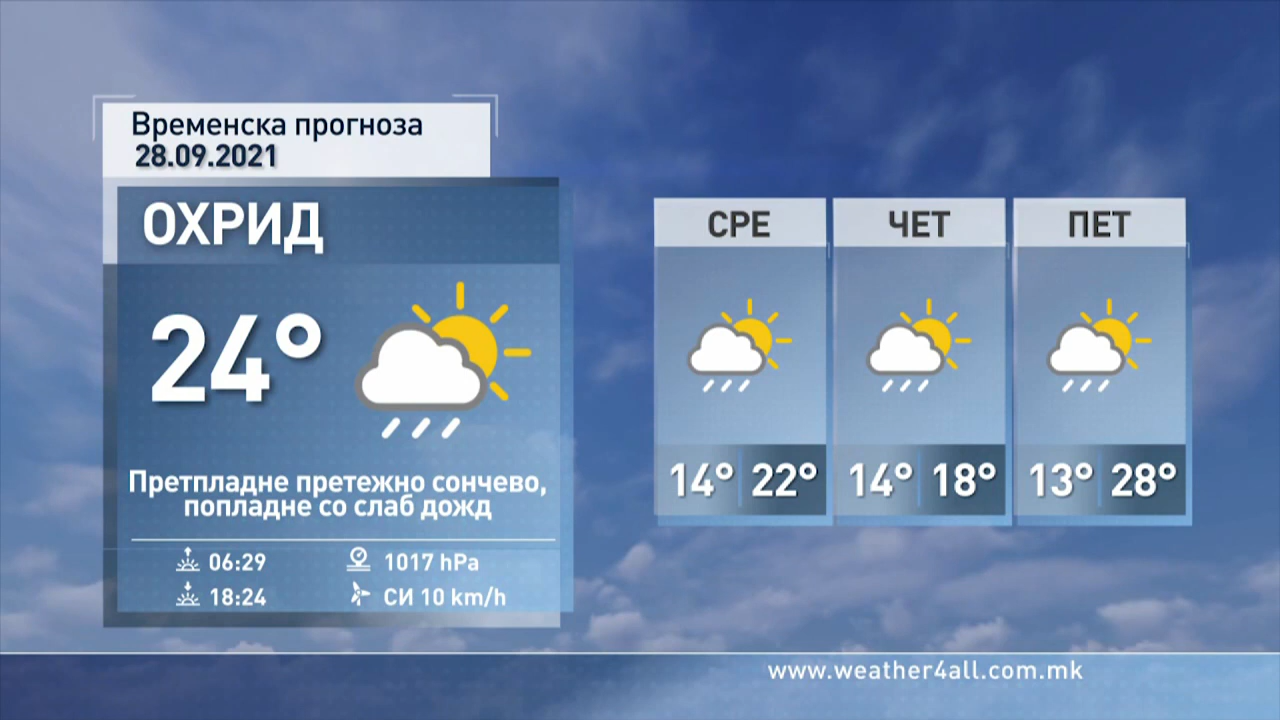 Временска прогноза
28.09.2021
ОХРИД
24°
Претпладне претежно сончево,
попладне со слаб дожд
06:29 1017 hPa
18:24 СИ 10 km/h
СРЕ ЧЕТ ПЕТ
14° 22° 14° 18° 13° 28°
www.weather4all.com.mk